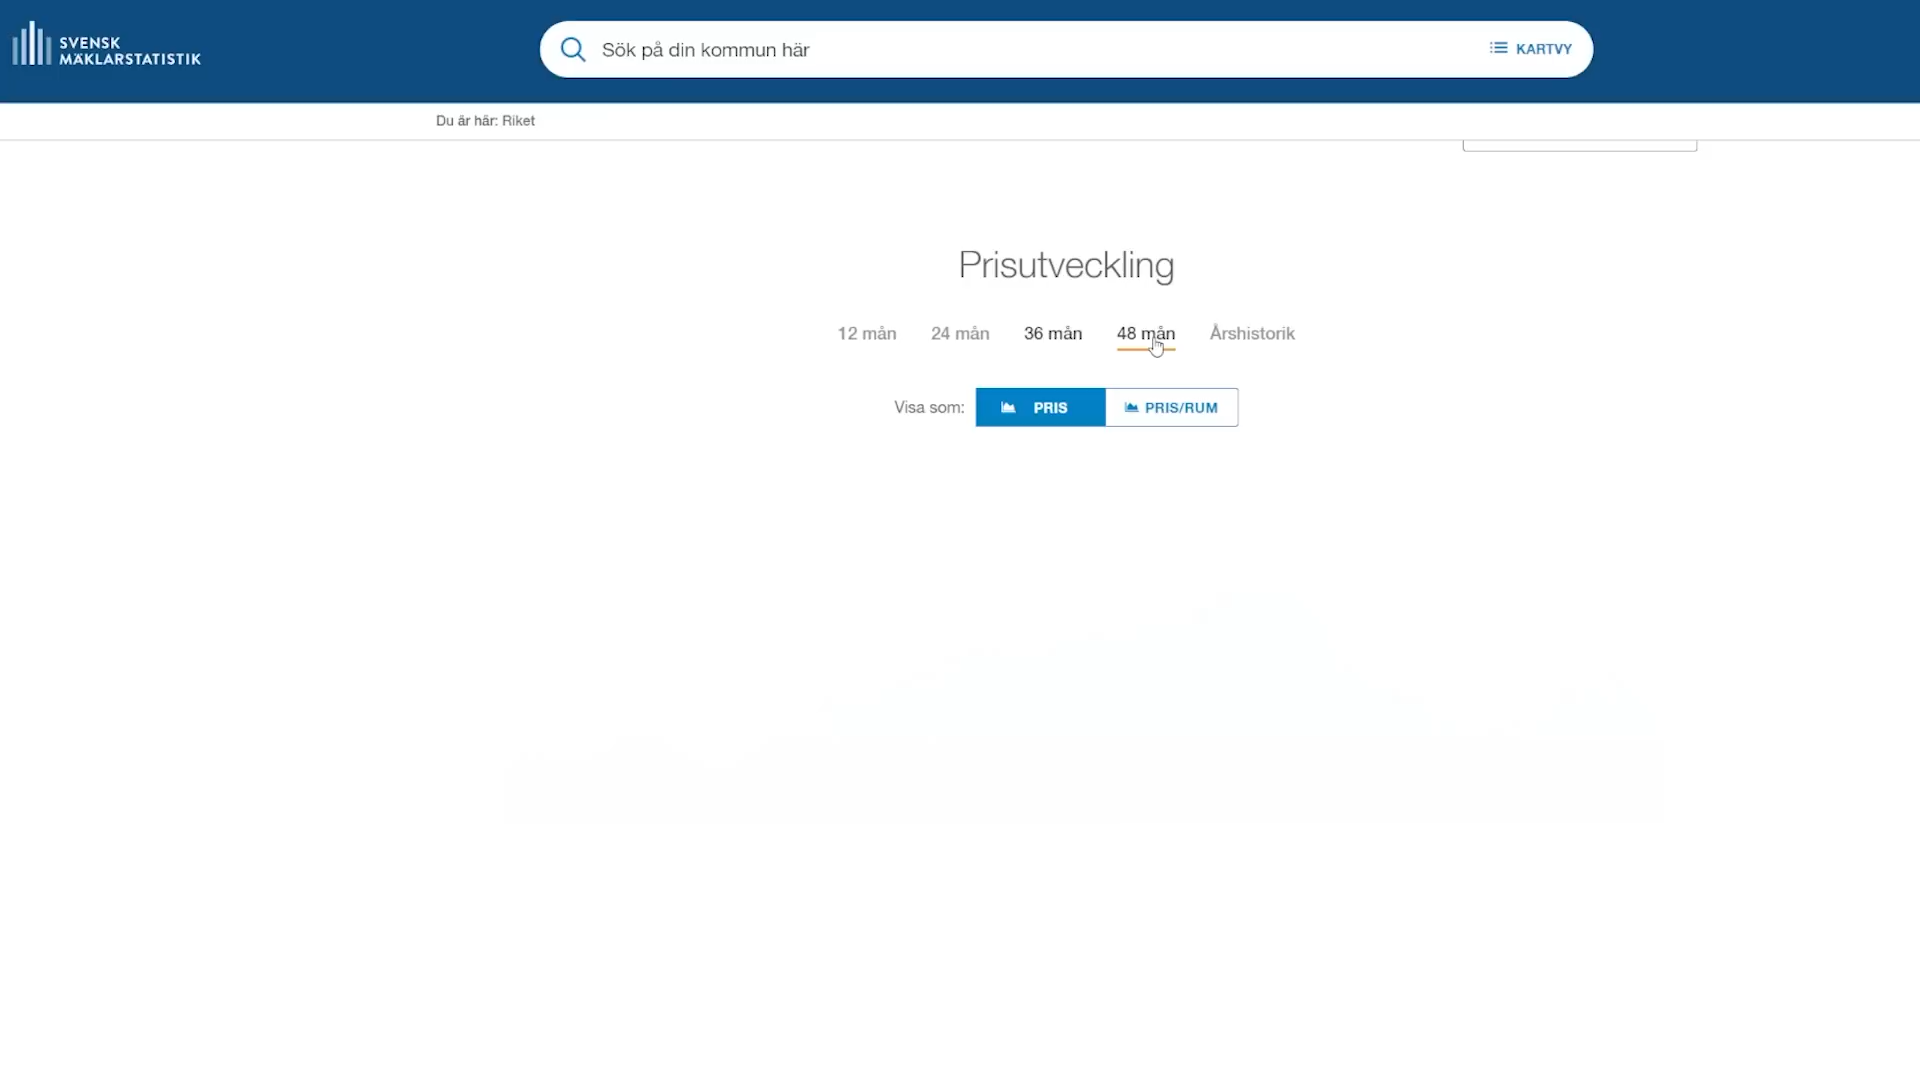 SVENSK
MÄKLARSTATISTIK
Sök på din kommun här
KARTVY
Du är här: Riket
Prisutveckling
12 mån 24 mån 36 mån 48 mån Årshistorik
Visa som: PRIS PRIS/RUM